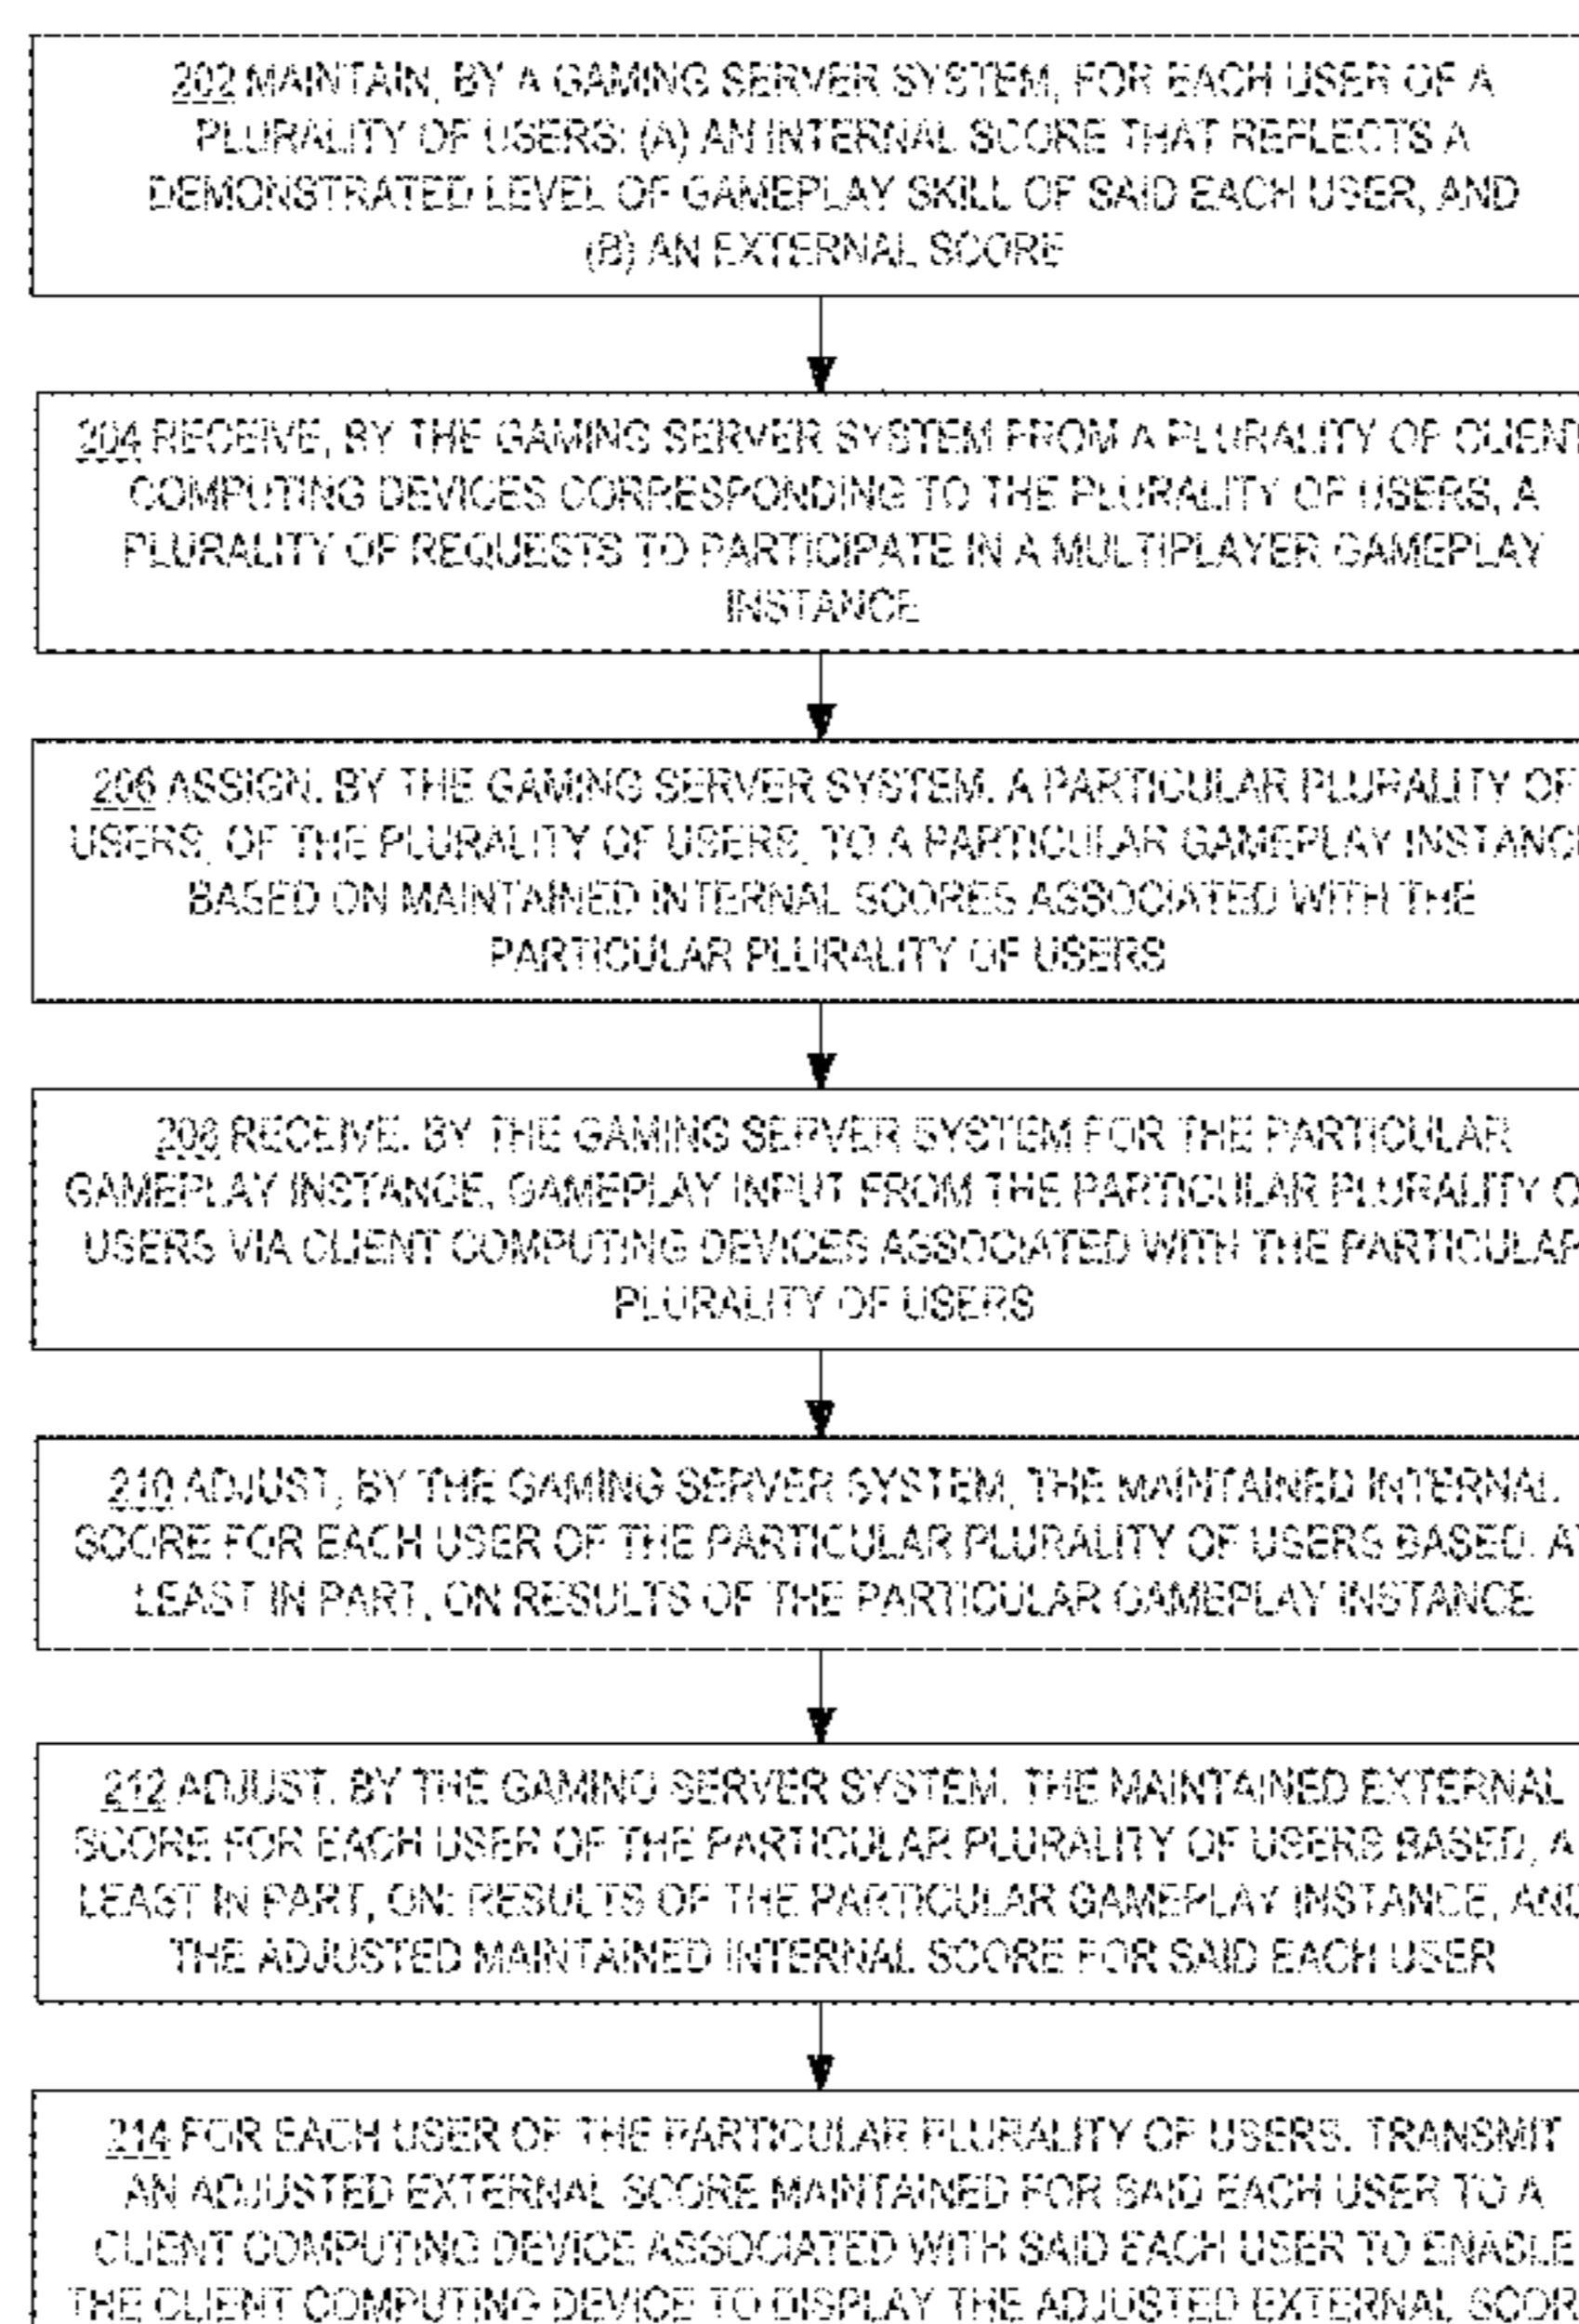 202 MAINTAIN, BY A GAMING SERVER SYSTEM, FOR EACH USER OF A
PLURALITY OF USERS: (A) AN INTERNAL SCORE THAT REFLECTS A
DEMONSTRATED LEVEL OF GAMEPLAY SKILL OF SAID EACH USER, AND
(B) AN EXTERNAL SCORE
204 RECEIVE, BY THE GAMING SERVER SYSTEM FROM A PLURALITY OF CLIENT
COMPUTING DEVICES CORRESPONDING TO THE PLURALITY OF USERS, A
PLURALITY OF REQUESTS TO PARTICIPATE IN A MULTIPLAYER GAMEPLAY
INSTANCE
206 ASSIGN, BY THE GAMING SERVER SYSTEM, A PARTICULAR PLURALITY OF
USERS, OF THE PLURALITY OF USERS, TO A PARTICULAR GAMEPLAY INSTANCE
BASED ON MAINTAINED INTERNAL SCORES ASSOCIATED WITH THE
PARTICULAR PLURALITY OF USERS
208 RECEIVE, BY THE GAMING SERVER SYSTEM FOR THE PARTICULAR
GAMEPLAY INSTANCE, GAMEPLAY INPUT FROM THE PARTICULAR PLURALITY O
USERS VIA CLIENT COMPUTING DEVICES ASSOCIATED WITH THE PARTICULAR
PLURALITY OF USERS
210 ADJUST, BY THE GAMING SERVER SYSTEM, THE MAINTAINED INTERNAL
SCORE FOR EACH USER OF THE PARTICULAR PLURALITY OF USERS BASED, AT
LEAST IN PART, ON RESULTS OF THE PARTICULAR GAMEPLAY INSTANCE
212 ADJUST, BY THE GAMING SERVER SYSTEM, THE MAINTAINED EXTERNAL
SCORE FOR EACH USER OF THE PARTICULAR PLURALITY OF USERS BASED, A
LEAST IN PART, ON: RESULTS OF THE PARTICULAR GAMEPLAY INSTANCE, AND
THE ADJUSTED MAINTAINED INTERNAL SCORE FOR SAID EACH USER
214 FOR EACH USER OF THE PARTICULAR PLURALITY OF USERS, TRANSMIT
AN ADJUSTED EXTERNAL SCORE MAINTAINED FOR SAID EACH USER TO A
CLIENT COMPUTING DEVICE ASSOCIATED WITH SAID EACH USER TO ENABLE
THE CLIENT COMPUTING DEVICE TO DISPLAY THE ADJUSTED EXTERNAL SCOR